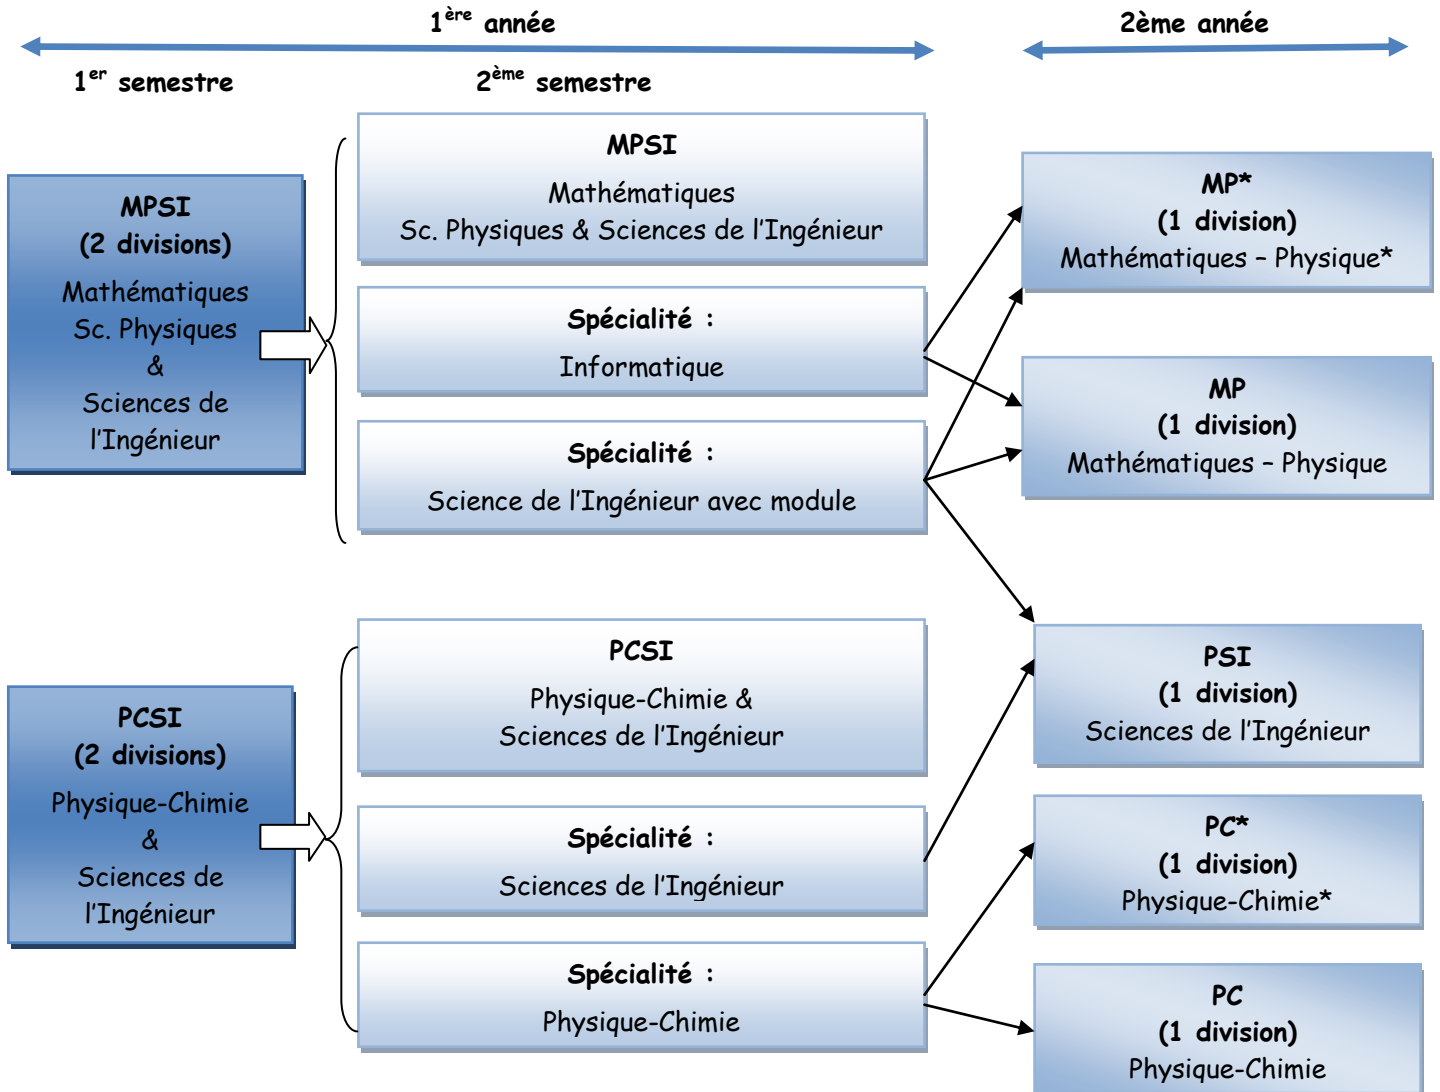 1ère année
2ème année
1er semestre
2ème semestre
MPSI
(2 divisions)
Mathématiques
Sc. Physiques
&
Sciences de
l'Ingénieur
MPSI
Mathématiques
Sc. Physiques & Sciences de l'Ingénieur
Spécialité :
Informatique
Spécialité :
Science de l'Ingénieur avec module
MP*
(1 division)
Mathématiques – Physique*
MP
(1 division)
Mathématiques – Physique
PCSI
(2 divisions)
Physique-Chimie
&
Sciences de
l'Ingénieur
PCSI
Physique-Chimie &
Sciences de l'Ingénieur
Spécialité :
Sciences de l'Ingénieur
Spécialité :
Physique-Chimie
PSI
(1 division)
Sciences de l'Ingénieur
PC*
(1 division)
Physique-Chimie*
PC
(1 division)
Physique-Chimie